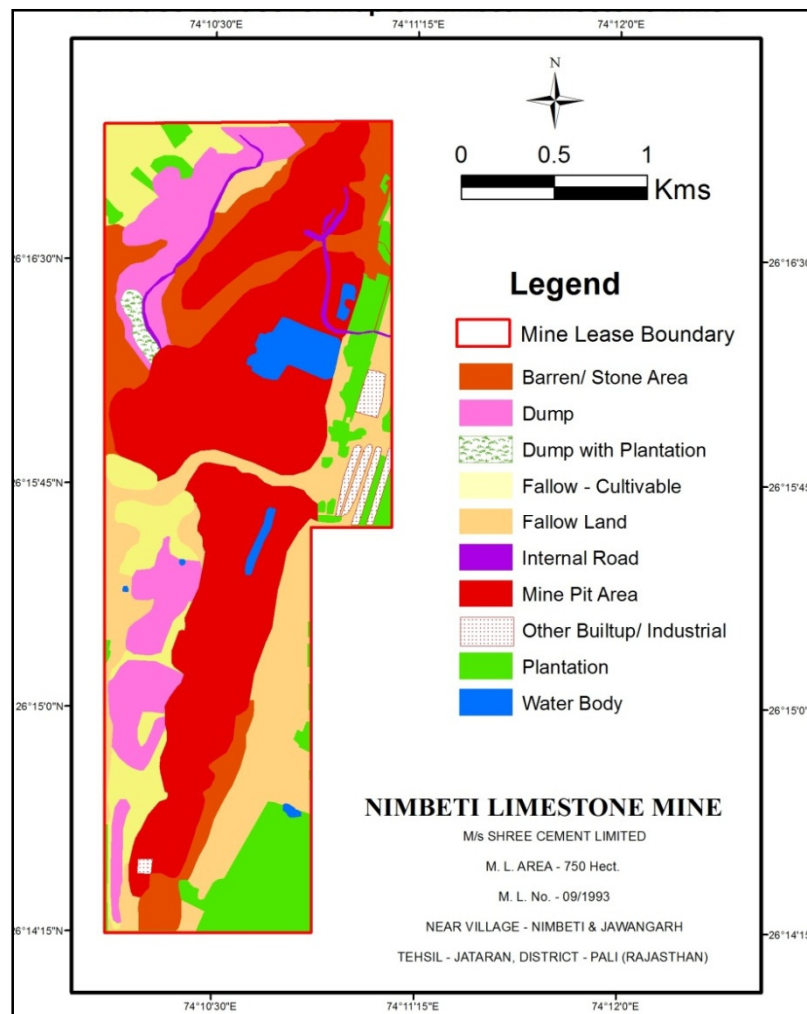 74°10'30"E 74°11'15"E 74°12'0"E
N
0 0.5 1
Kms
26°16'30"N 26°16'30
Legend
Mine Lease Boundary
Barren/ Stone Area
Dump
Dump with Plantation
26°15'45"N Fallow - Cultivable 26°15'45
Fallow Land
Internal Road
Mine Pit Area
Other Builtup/ Industrial
Plantation
26°15'0"N Water Body 26°15'0
NIMBETI LIMESTONE MINE
M/s SHREE CEMENT LIMITED
M. L. AREA - 750 Hect.
M. L. No. - 09/1993
NEAR VILLAGE - NIMBETI & JAWANGARH
26°14'15"N 26°14'15
TEHSIL - JATARAN, DISTRICT - PALI (RAJASTHAN)
74°10'30"E 74°11'15"E 74°12'0"E